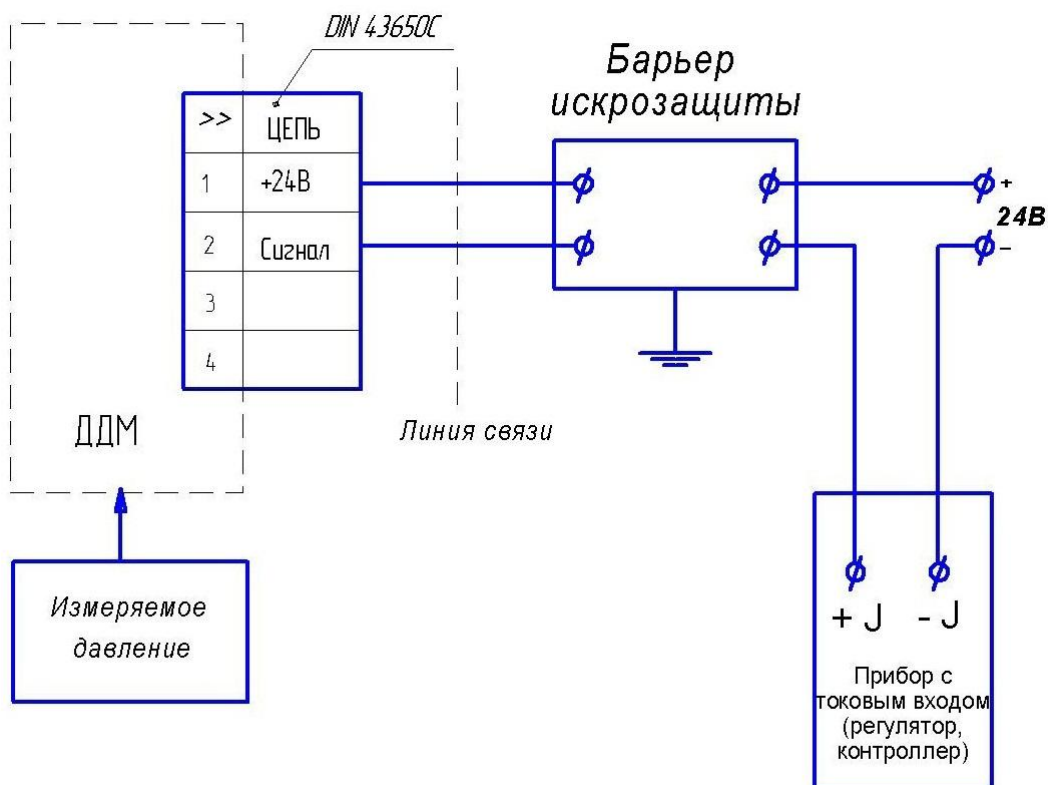 DIN 43650C
Барьер
искрозащиты
>> ЦЕПЬ
1 +24В
2 Сигнал
3
4
+
24В
–
ДДМ
Линия связи
Измеряемое
давление
+ J - J
Прибор с
токовым входом
(регулятор,
контроллер)